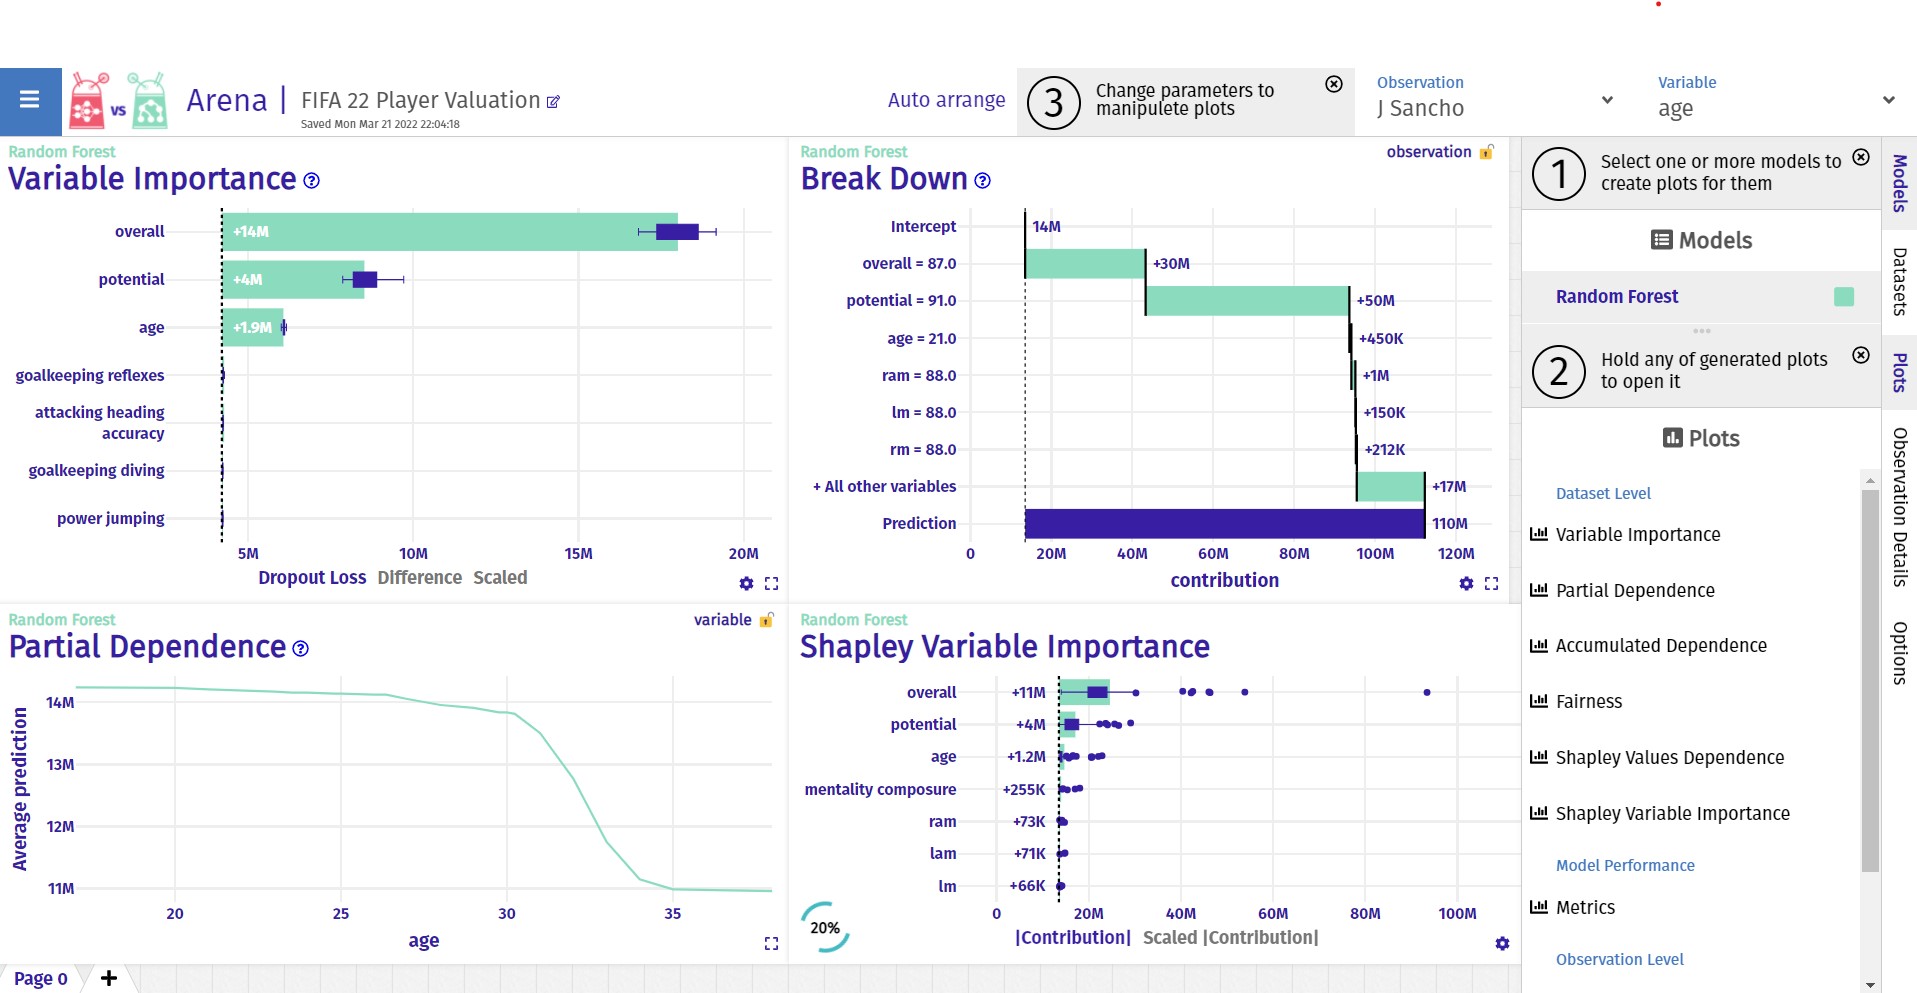 vs
Arena
FIFA 22 Player Valuation
Saved Mon Mar 21 2022 22:04:18
Auto arrange
3
Change parameters to
manipulete plots
Observation
J Sancho
Variable
age
Random Forest
Variable Importance ?
overall
+14M
potential
+4M
age
+1.9M
goalkeeping reflexes
attacking heading
accuracy
goalkeeping diving
power jumping
5M 10M 15M 20M
Dropout Loss Difference Scaled
Random Forest
observation
Break Down ?
Intercept 14M
overall = 87.0 +30M
potential = 91.0 +50M
age = 21.0 +450K
ram = 88.0 +1M
lm = 88.0 +150K
rm = 88.0 +212K
+ All other variables +17M
Prediction 110M
0 20M 40M 60M 80M 100M 120M
contribution
Random Forest
variable
Partial Dependence ?
Average prediction
14M
13M
12M
11M
20 25 30 35
age
Random Forest
Shapley Variable Importance
overall +11M
potential +4M
age +1.2M
mentality composure +255K
ram +73K
lam +71K
lm +66K
0 20M 40M 60M 80M 100M
|Contribution| Scaled |Contribution|
20%
1
Select one or more models to
create plots for them
Models
Random Forest
2
Hold any of generated plots
to open it
Plots
Dataset Level
Variable Importance
Partial Dependence
Accumulated Dependence
Fairness
Shapley Values Dependence
Shapley Variable Importance
Model Performance
Metrics
Observation Level
Models
Datasets
Plots
Observation Details
Options
Page 0 +